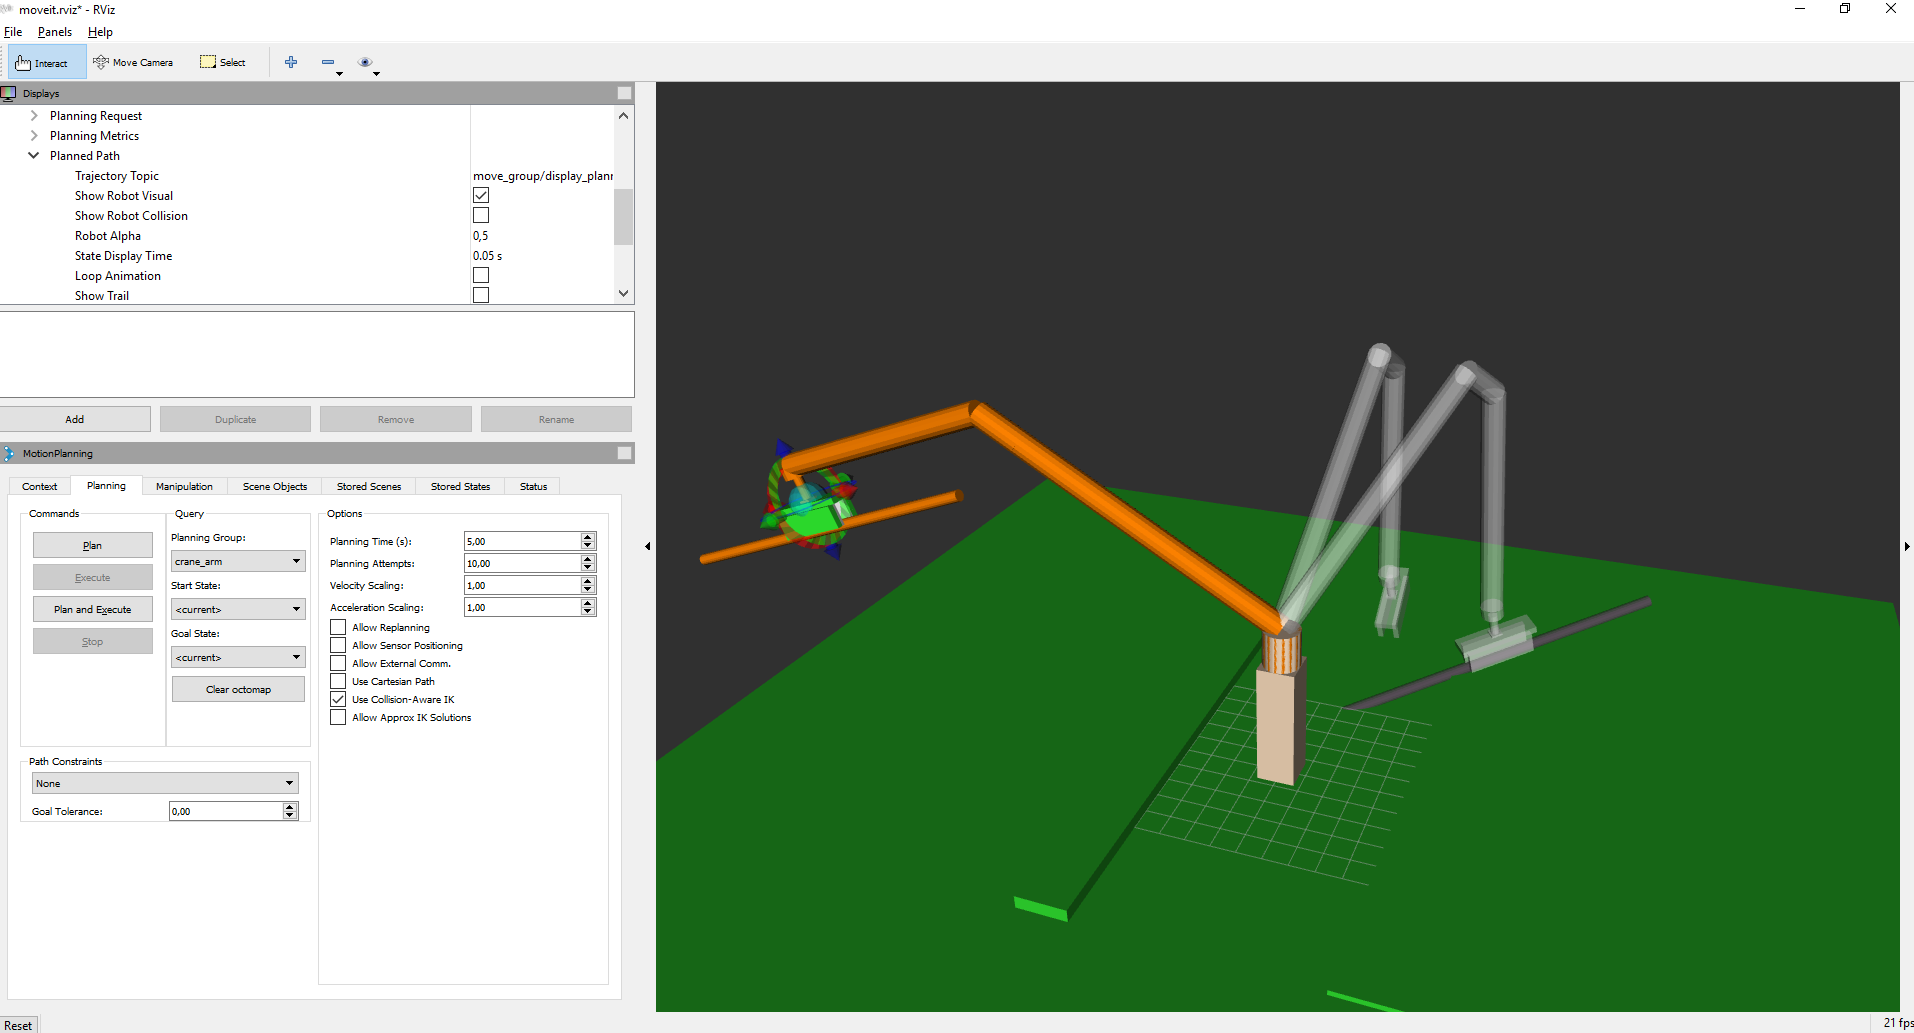 moveit.rviz* - RViz
File Panels Help
Interact Move Camera Select
Displays
Planning Request
Planning Metrics
Planned Path
Trajectory Topic move_group/display_plann
Show Robot Visual
Show Robot Collision
Robot Alpha 0,5
State Display Time 0.05 s
Loop Animation
Show Trail
Add Duplicate Remove Rename
MotionPlanning
Context Planning Manipulation Scene Objects Stored Scenes Stored States Status
Commands
Plan
Execute
Plan and Execute
Stop
Query
Planning Group:
crane_arm
Start State:
<current>
Goal State:
<current>
Clear octomap
Options
Planning Time (s): 5,00
Planning Attempts: 10,00
Velocity Scaling: 1,00
Acceleration Scaling: 1,00
Allow Replanning
Allow Sensor Positioning
Allow External Comm.
Use Cartesian Path
Use Collision-Aware IK
Allow Approx IK Solutions
Path Constraints
None
Goal Tolerance: 0,00
Reset
21 fps